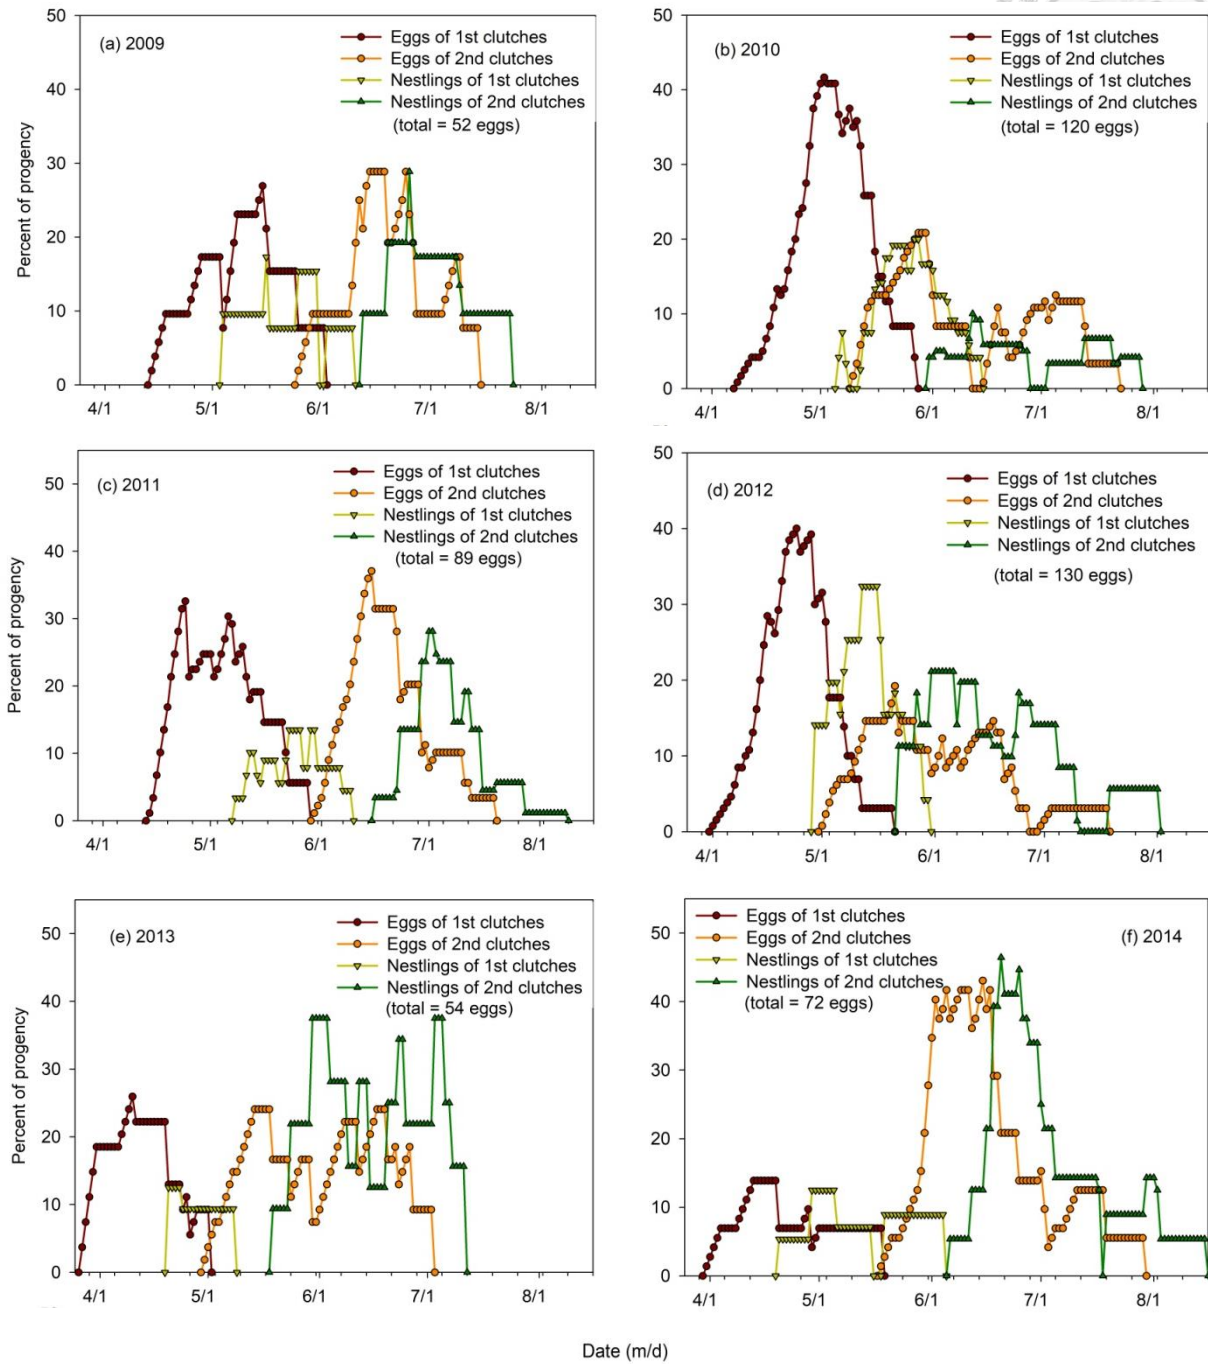 (a) 2009
Eggs of 1st clutches
Eggs of 2nd clutches
Nestlings of 1st clutches
Nestlings of 2nd clutches
(total = 52 eggs)
50
40
30
20
10
0
4/1 5/1 6/1 7/1 8/1
Percent of progency
(b) 2010
Eggs of 1st clutches
Eggs of 2nd clutches
Nestlings of 1st clutches
Nestlings of 2nd clutches
(total = 120 eggs)
50
40
30
20
10
0
4/1 5/1 6/1 7/1 8/1
(c) 2011
Eggs of 1st clutches
Eggs of 2nd clutches
Nestlings of 1st clutches
Nestlings of 2nd clutches
(total = 89 eggs)
50
40
30
20
10
0
4/1 5/1 6/1 7/1 8/1
Percent of progency
(d) 2012
Eggs of 1st clutches
Eggs of 2nd clutches
Nestlings of 1st clutches
Nestlings of 2nd clutches
(total = 130 eggs)
50
40
30
20
10
0
4/1 5/1 6/1 7/1 8/1
(e) 2013
Eggs of 1st clutches
Eggs of 2nd clutches
Nestlings of 1st clutches
Nestlings of 2nd clutches
(total = 54 eggs)
50
40
30
20
10
0
4/1 5/1 6/1 7/1 8/1
Percent of progency
(f) 2014
Eggs of 1st clutches
Eggs of 2nd clutches
Nestlings of 1st clutches
Nestlings of 2nd clutches
(total = 72 eggs)
50
40
30
20
10
0
4/1 5/1 6/1 7/1 8/1
Date (m/d)